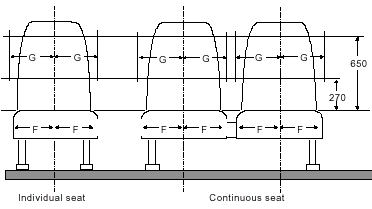 G G G G G G
650
270
F F F F F F
Individual seat Continuous seat